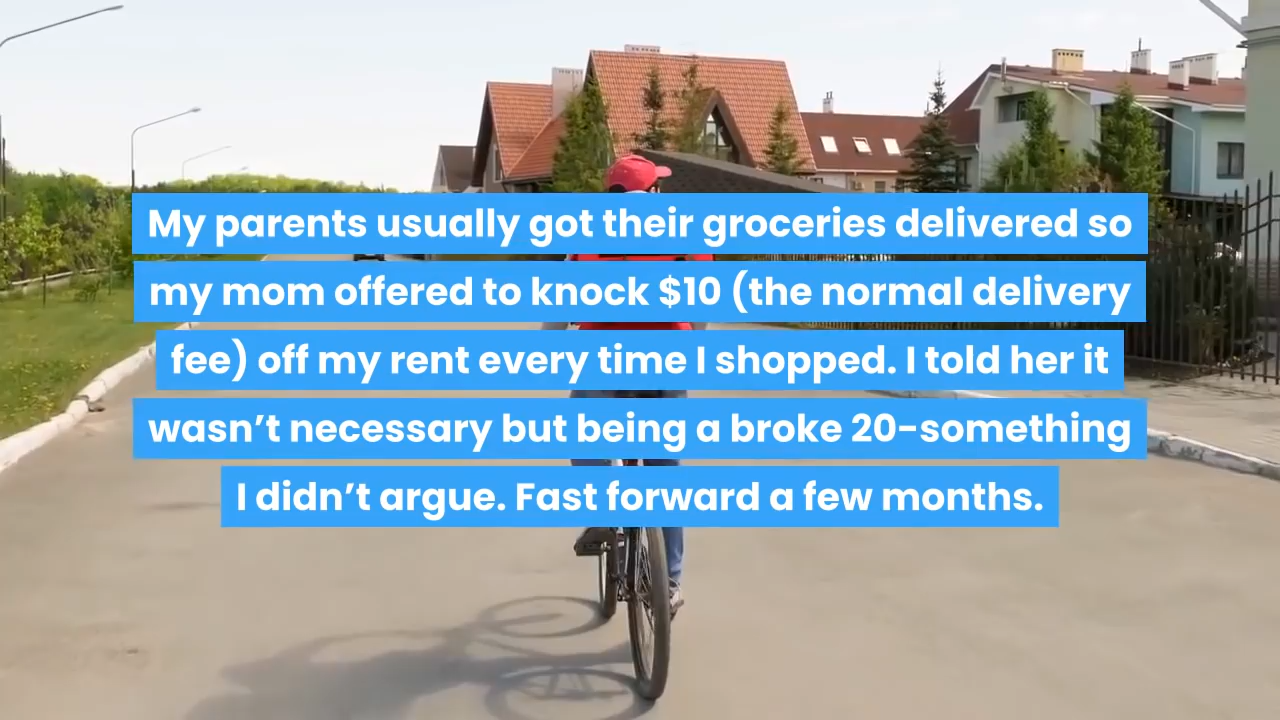 My parents usually got their groceries delivered so
my mom offered to knock $10 (the normal delivery
fee) off my rent every time I shopped. I told her it
wasn’t necessary but being a broke 20-something
I didn’t argue. Fast forward a few months.